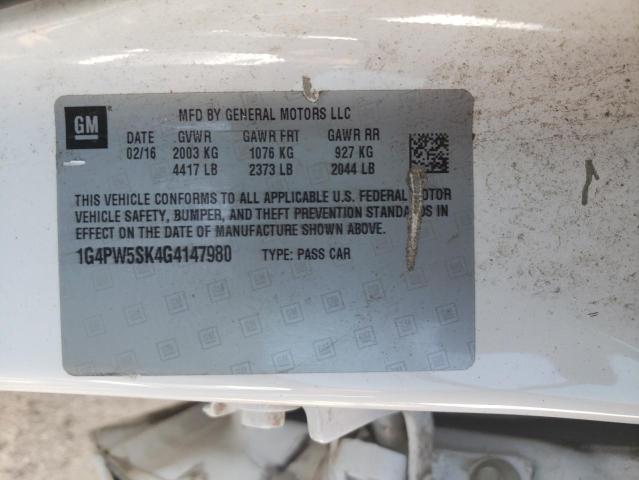 GM
MFD BY GENERAL MOTORS LLC
DATE GVWR GAWR FRT GAWR RR
02/16 2003 KG 1076 KG 927 KG
4417 LB 2373 LB 2044 LB
THIS VEHICLE CONFORMS TO ALL APPLICABLE U.S. FEDERAL MOTOR
VEHICLE SAFETY, BUMPER, AND THEFT PREVENTION STANDARDS IN
EFFECT ON THE DATE OF MANUFACTURE SHOWN ABOVE.
1G4PW5SK4G4147980 TYPE: PASS CAR